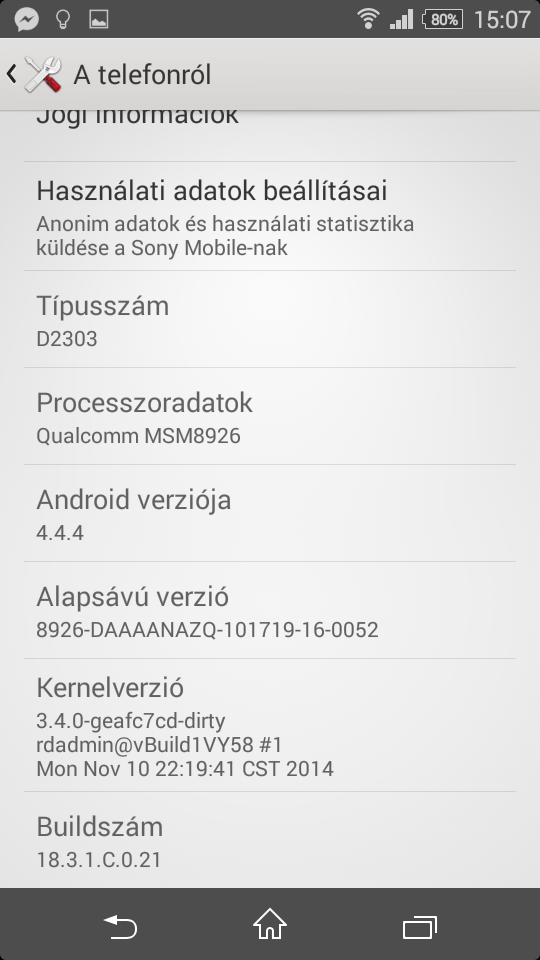 80% 15:07
A telefonról
Jogi információk
Használati adatok beállításai
Anonim adatok és használati statisztika
küldése a Sony Mobile-nak
Típusszám
D2303
Processzoradatok
Qualcomm MSM8926
Android verziója
4.4.4
Alapsávú verzió
8926-DAAAANAZQ-101719-16-0052
Kernelverzió
3.4.0-geafc7cd-dirty
rdadmin@vBuild1VY58 #1
Mon Nov 10 22:19:41 CST 2014
Buildszám
18.3.1.C.0.21